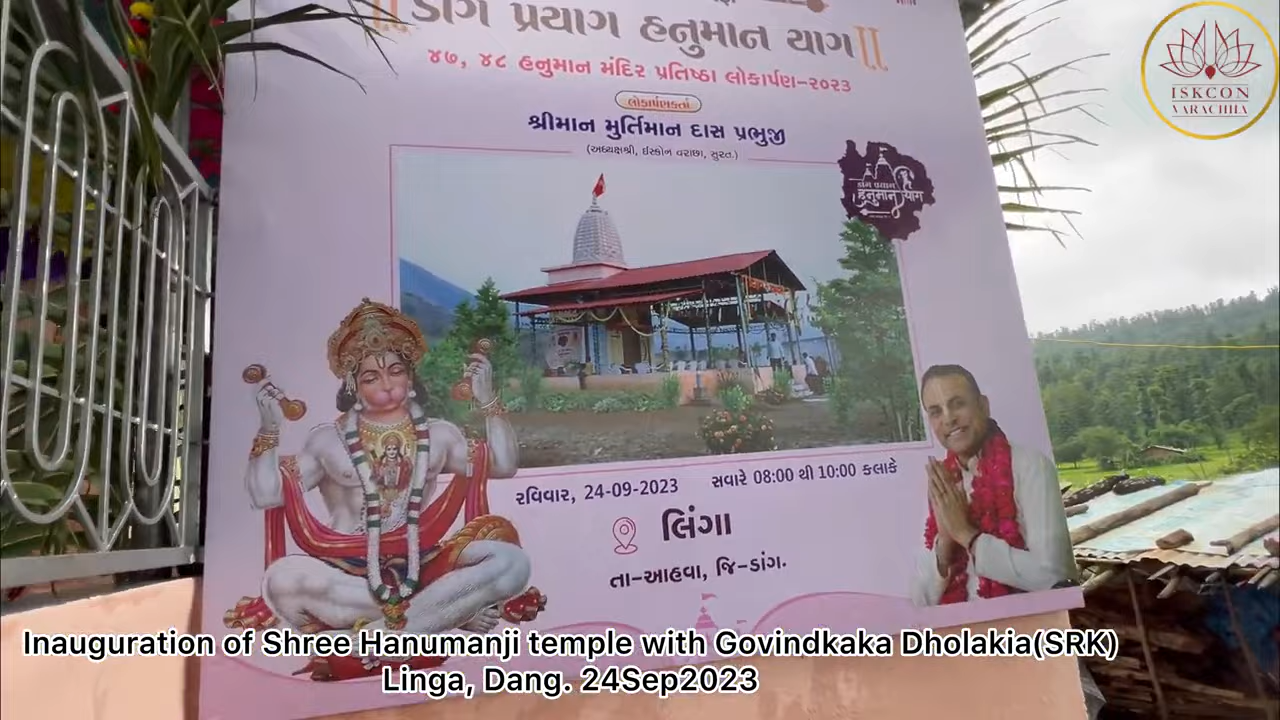 ॥ ડાંગ પ્રયાગ હનુમાન યાગ ॥
૪૭, ૪૮ હનુમાન મંદિર પ્રતિષ્ઠા લોકાર્પણ-૨૦૨૩
લોકાર્પણકર્તા
શ્રીમાન મુર્તિમાન દાસ પ્રભુજી
(અધ્યક્ષશ્રી, ઈસ્કોન વરાછા, સુરત.)
ISKCON
VARACHHA
ડાંગ પ્રયાગ
હનુમાન યાગ
રવિવાર, 24-09-2023 સવારે 08:00 થી 10:00 કલાકે
લિંગા
તા-આહવા, જિ-ડાંગ.
Inauguration of Shree Hanumanji temple with Govindkaka Dholakia(SRK)
Linga, Dang. 24Sep2023